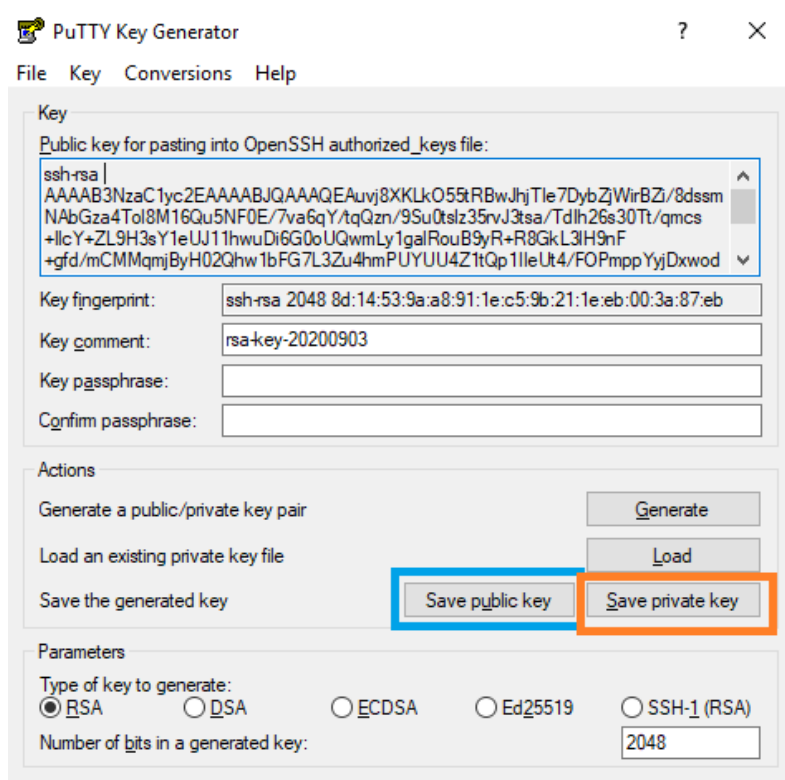 PuTTY Key Generator ?
File Key Conversions Help
Key
Public key for pasting into OpenSSH authorized_keys file:
ssh-rsa
AAAAB3NzaC1yc2EAAAABJQAAAQEAuvj8XKLkO55tRBwJhjTle7DybZjWirBZi/8dssm
NAbGza4Tol8M16Qu5NF0E/7va6qY/tqQzn/9Su0tslz35rvJ3tsa/Tdlh26s30Tt/qmcs
+llcY+ZL9H3sY1eUJ11hwuDi6G0oUQwmLy1galRouB9yR+R8GkL3lH9nF
+gfd/mCMMqmjByH02Qhw1bFG7L3Zu4hmPUYUU4Z1tQp1lleUt4/FOPmppYyjDxwod
Key fingerprint: ssh-rsa 2048 8d:14:53:9a:a8:91:1e:c5:9b:21:1e:eb:00:3a:87:eb
Key comment: rsa-key-20200903
Key passphrase:
Confirm passphrase:
Actions
Generate a public/private key pair Generate
Load an existing private key file Load
Save the generated key Save public key Save private key
Parameters
Type of key to generate:
RSA DSA ECDSA Ed25519 SSH-1 (RSA)
Number of bits in a generated key: 2048